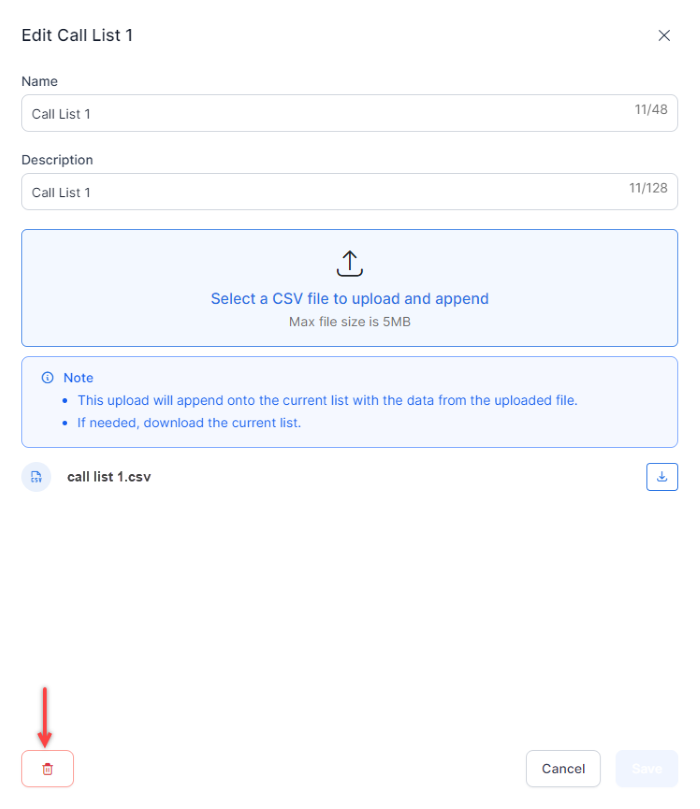 Edit Call List 1
Name
Call List 1
11/48
Description
Call List 1
11/128
Select a CSV file to upload and append
Max file size is 5MB
Note
• This upload will append onto the current list with the data from the uploaded file.
• If needed, download the current list.
CSV
call list 1.csv
Cancel
Save